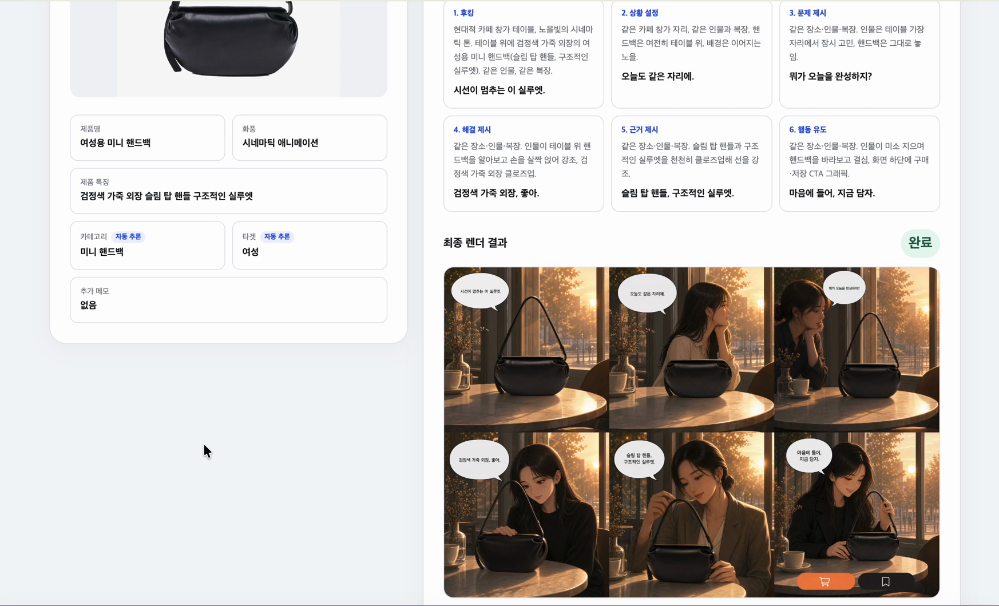 제품명
여성용 미니 핸드백
화풍
시네마틱 애니메이션
제품 특징
검정색 가죽 외장 슬림 탑 핸들 구조적인 실루엣
카테고리 자동 추론
미니 핸드백
타겟 자동 추론
여성
추가 메모
없음
1. 후킹
현대적 카페 창가 테이블, 노을빛의 시네마
틱 톤. 테이블 위에 검정색 가죽 외장의 여
성용 미니 핸드백(슬림 탑 핸들, 구조적인
실루엣). 같은 인물, 같은 복장.
시선이 멈추는 이 실루엣.
2. 상황 설정
같은 카페 창가 자리, 같은 인물과 복장. 핸
드백은 여전히 테이블 위, 배경은 이어지는
노을.
오늘도 같은 자리에.
3. 문제 제시
같은 장소·인물·복장. 인물은 테이블 가장
자리에서 잠시 고민, 핸드백은 그대로 놓
임.
뭐가 오늘을 완성하지?
4. 해결 제시
같은 장소·인물·복장. 인물이 테이블 위 핸
드백을 알아보고 손을 살짝 얹어 강조, 검
정색 가죽 외장 클로즈업.
검정색 가죽 외장, 좋아.
5. 근거 제시
같은 장소·인물·복장. 슬림 탑 핸들과 구조
적인 실루엣을 천천히 클로즈업해 선을 강
조.
슬림 탑 핸들, 구조적인 실루엣.
6. 행동 유도
같은 장소·인물·복장. 인물이 미소 지으며
핸드백을 바라보고 결심, 화면 하단에 구매
·저장 CTA 그래픽.
마음에 들어, 지금 담자.
최종 렌더 결과
완료
시선이 멈추는 이 실루엣.
오늘도 같은 자리에.
뭐가 오늘을 완성하지?
검정색 가죽 외장, 좋아.
슬림 탑 핸들,
구조적인 실루엣.
마음에 들어,
지금 담자.